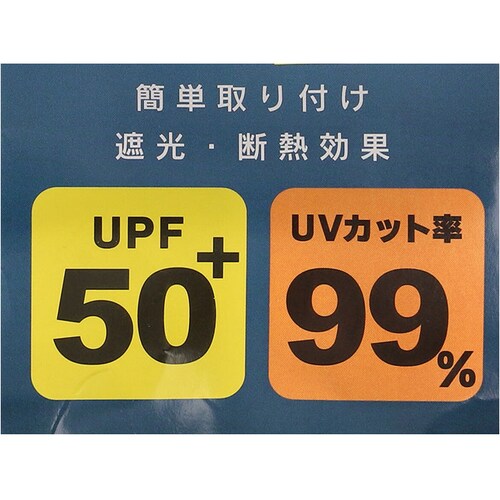 簡単取り付け
遮光・断熱効果
UPF
50+
UVカット率
99%